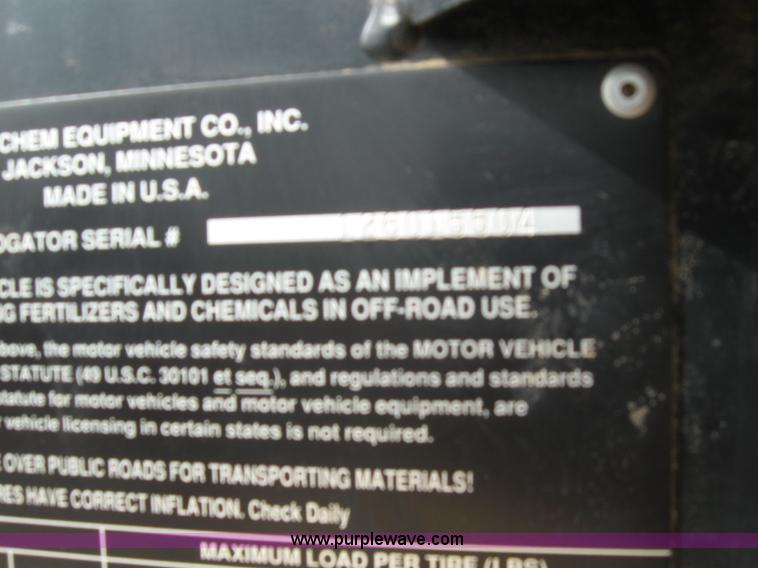 CHEM EQUIPMENT CO., INC.
JACKSON, MINNESOTA
MADE IN U.S.A.
OGATOR SERIAL #
CLE IS SPECIFICALLY DESIGNED AS AN IMPLEMENT OF
NG FERTILIZERS AND CHEMICALS IN OFF-ROAD USE.
bove, the motor vehicle safety standards of the MOTOR VEHICLE
STATUTE (49 U.S.C. 30101 et seq.), and regulations and standards
statute for motor vehicles and motor vehicle equipment, are
r vehicle licensing in certain states is not required.
E OVER PUBLIC ROADS FOR TRANSPORTING MATERIALS!
RES HAVE CORRECT INFLATION. Check Daily
www.purplewave.com
MAXIMUM LOAD PER TIRE (LBS)